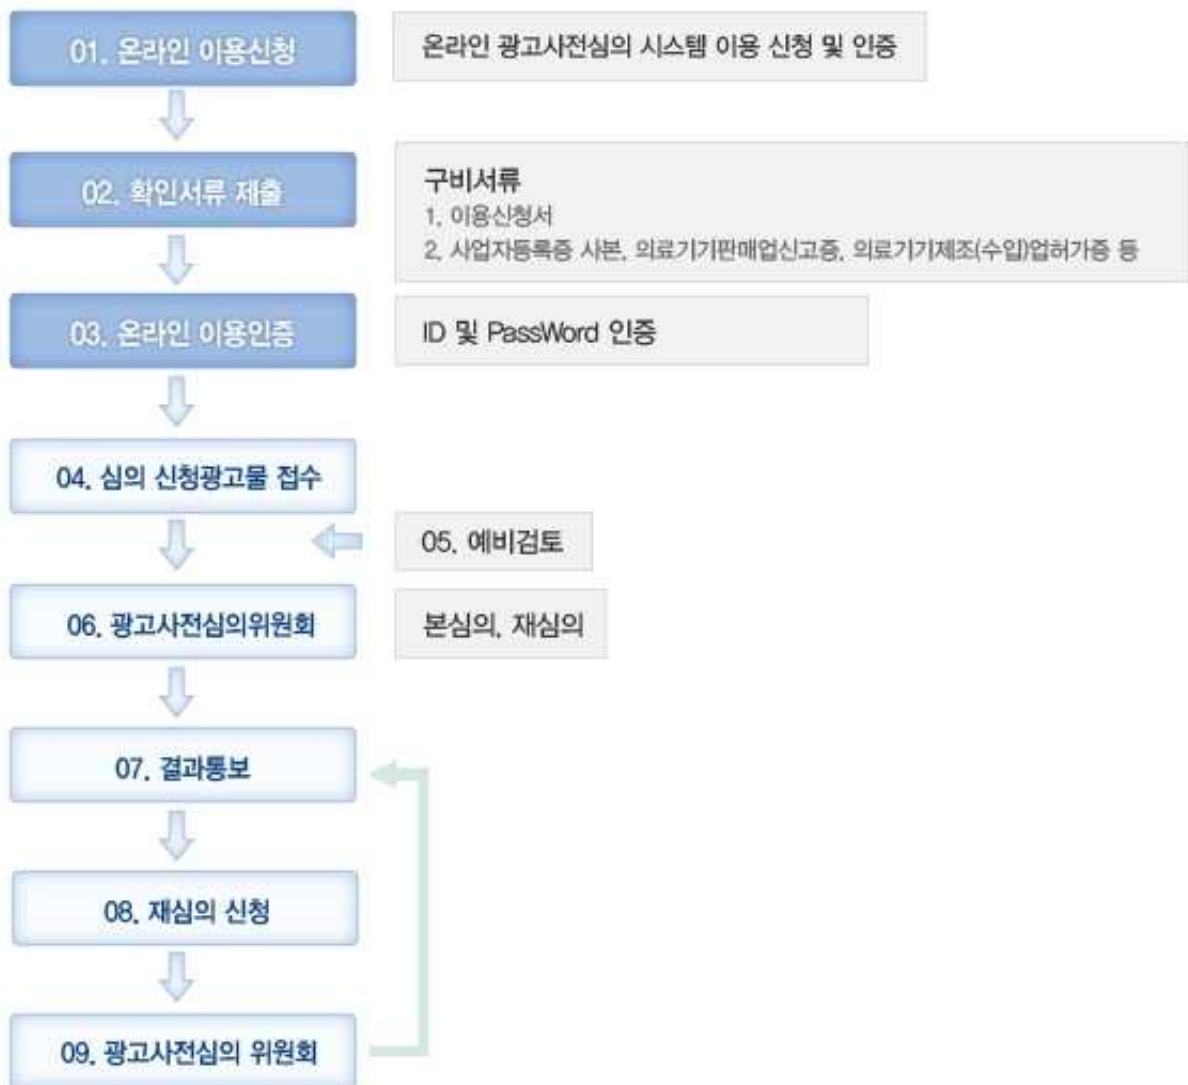 01. 온라인 이용신청
온라인 광고사전심의 시스템 이용 신청 및 인증
02. 확인서류 제출
구비서류
1. 이용신청서
2. 사업자등록증 사본, 의료기기판매업신고증, 의료기기제조(수입)업허가증 등
03. 온라인 이용인증
ID 및 PassWord 인증
04. 심의 신청광고물 접수
05. 예비검토
06. 광고사전심의위원회
본심의, 재심의
07. 결과통보
08. 재심의 신청
09. 광고사전심의 위원회